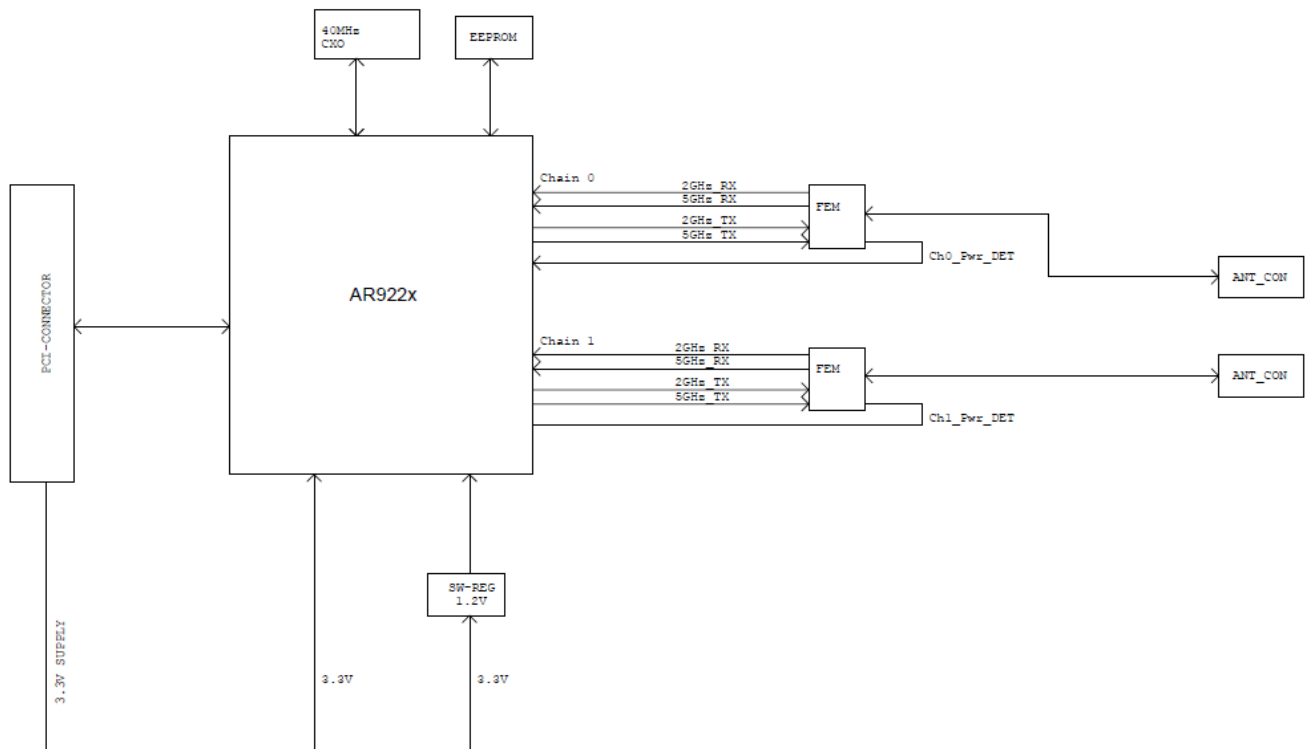 40MHz
CXO
EEPROM
Chain 0
2GHz_RX
5GHz_RX
2GHz_TX
5GHz_TX
FEM
Ch0_Pwr_DET
ANT_CON
AR922x
PCI-CONNECTOR
Chain 1
2GHz_RX
5GHz_RX
2GHz_TX
5GHz_TX
FEM
Ch1_Pwr_DET
ANT_CON
SW-REG
1.2V
3.3V SUPPLY
3.3V
3.3V